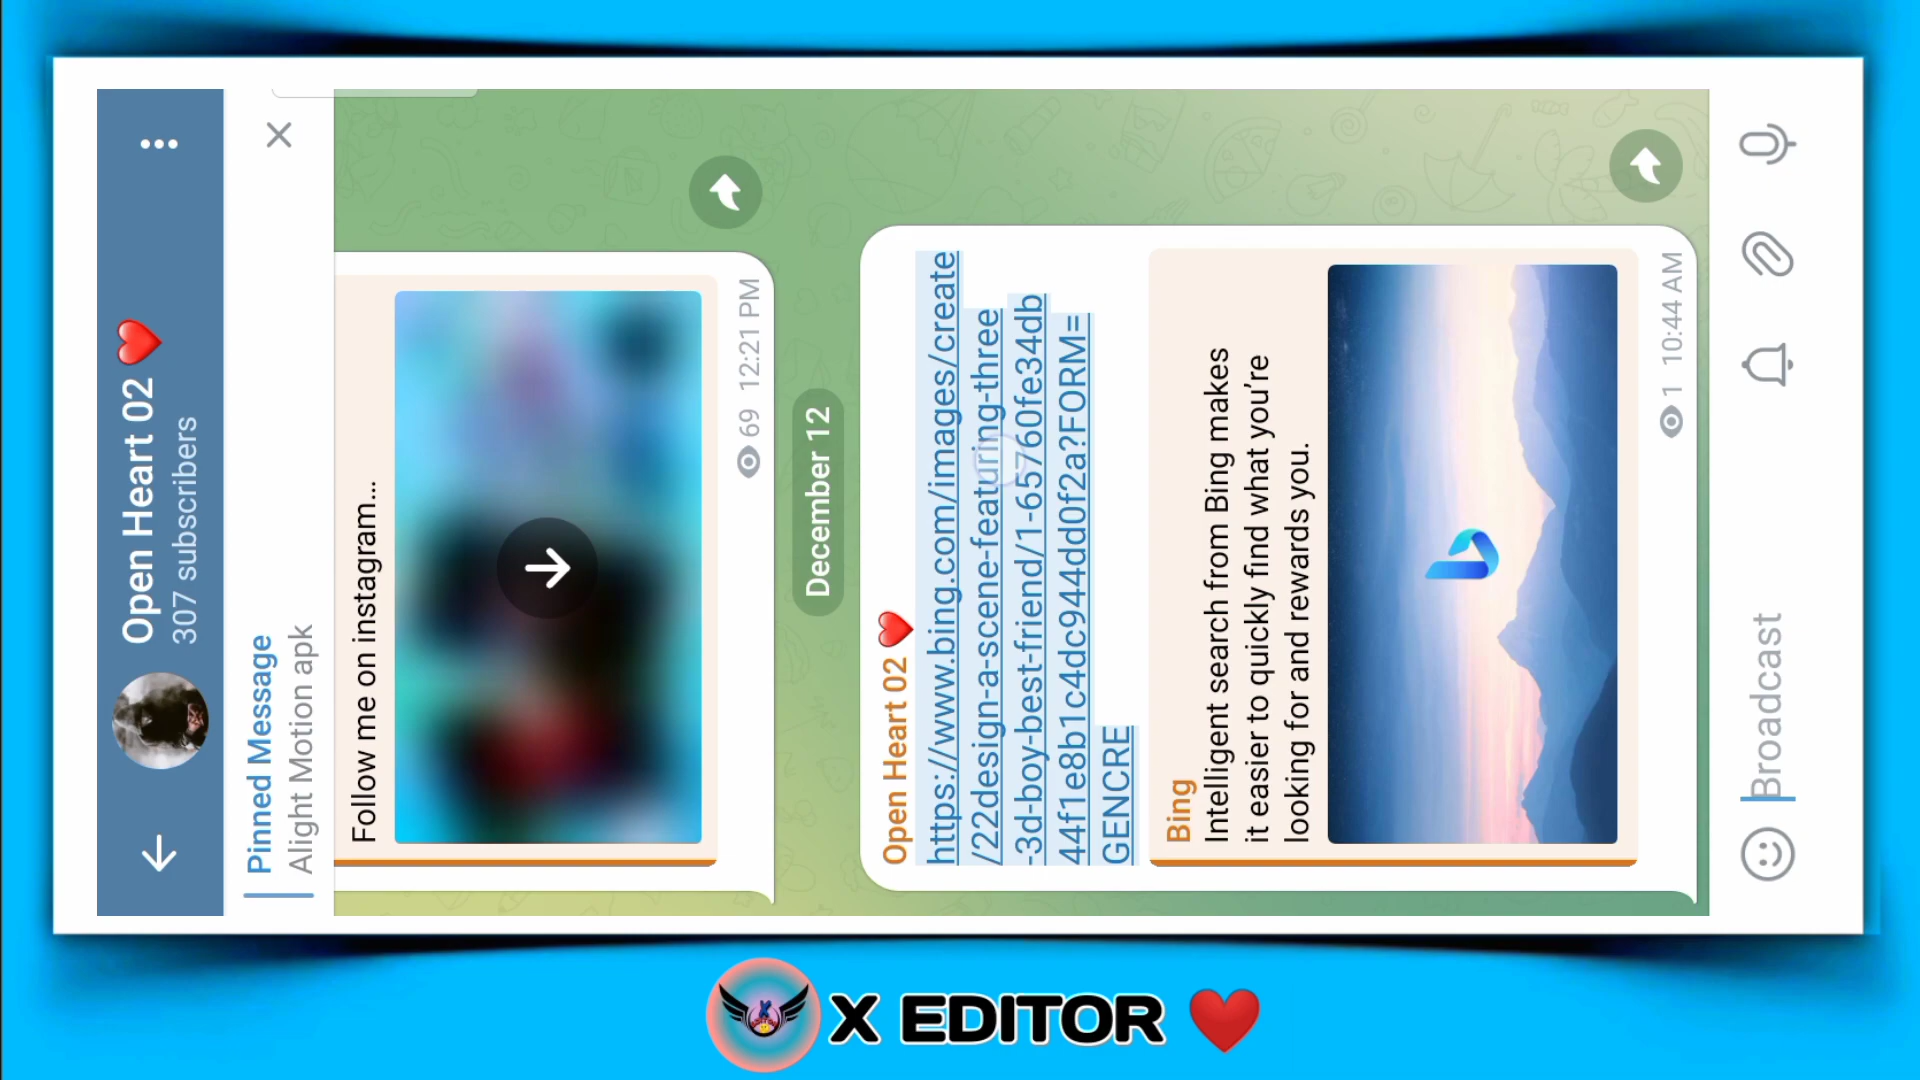 Open Heart 02 ❤️
307 subscribers
Pinned Message
Alight Motion apk
Follow me on instagram...
69 12:21 PM
December 12
Open Heart 02 ❤️
https://www.bing.com/images/create
/22design-a-scene-featuring-three
-3d-boy-best-friend/1-65760fe34db
44f1e8b1c4dc944dd0f2a?FORM=
GENCRE
Bing
Intelligent search from Bing makes
it easier to quickly find what you're
looking for and rewards you.
1 10:44 AM
Broadcast
X EDITOR ❤️